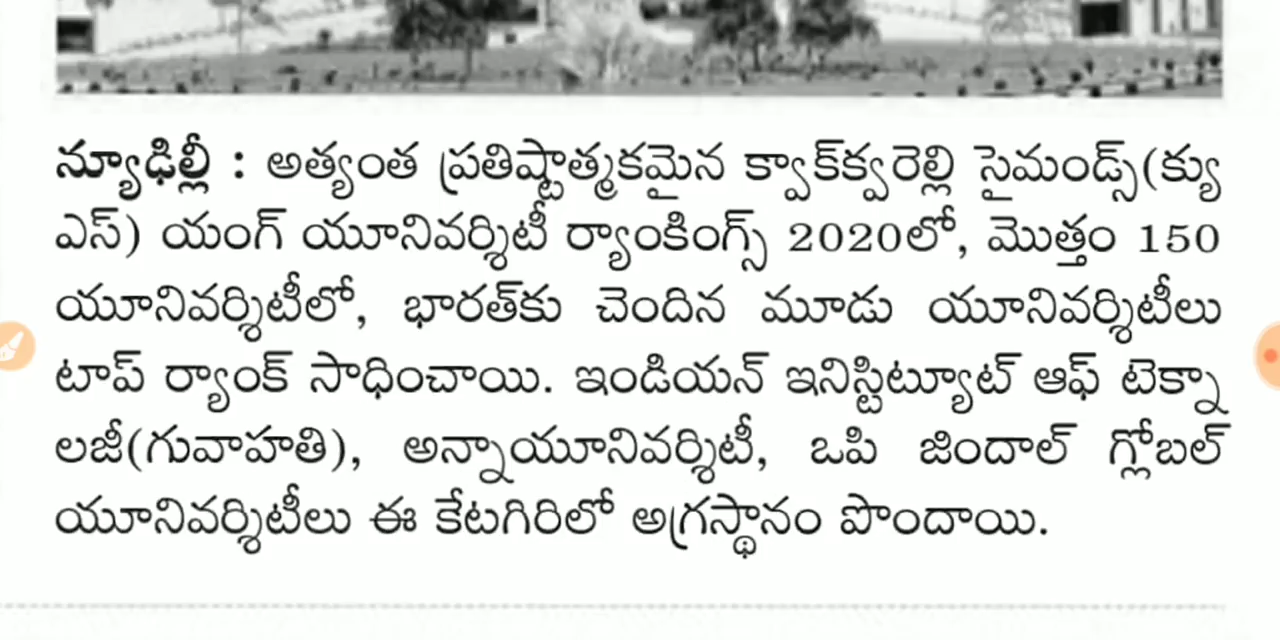 న్యూఢిల్లీ : అత్యంత ప్రతిష్టాత్మకమైన క్వాక్‌క్వరెల్లి సైమండ్స్(క్యు
ఎస్) యంగ్ యూనివర్శిటీ ర్యాంకింగ్స్ 2020లో, మొత్తం 150
యూనివర్శిటీలో, భారత్‌కు చెందిన మూడు యూనివర్శిటీలు
టాప్ ర్యాంక్ సాధించాయి. ఇండియన్ ఇనిస్టిట్యూట్ ఆఫ్ టెక్నా
లజీ(గువాహతి), అన్నాయూనివర్శిటీ, ఒపి జిందాల్ గ్లోబల్
యూనివర్శిటీలు ఈ కేటగిరిలో అగ్రస్థానం పొందాయి.